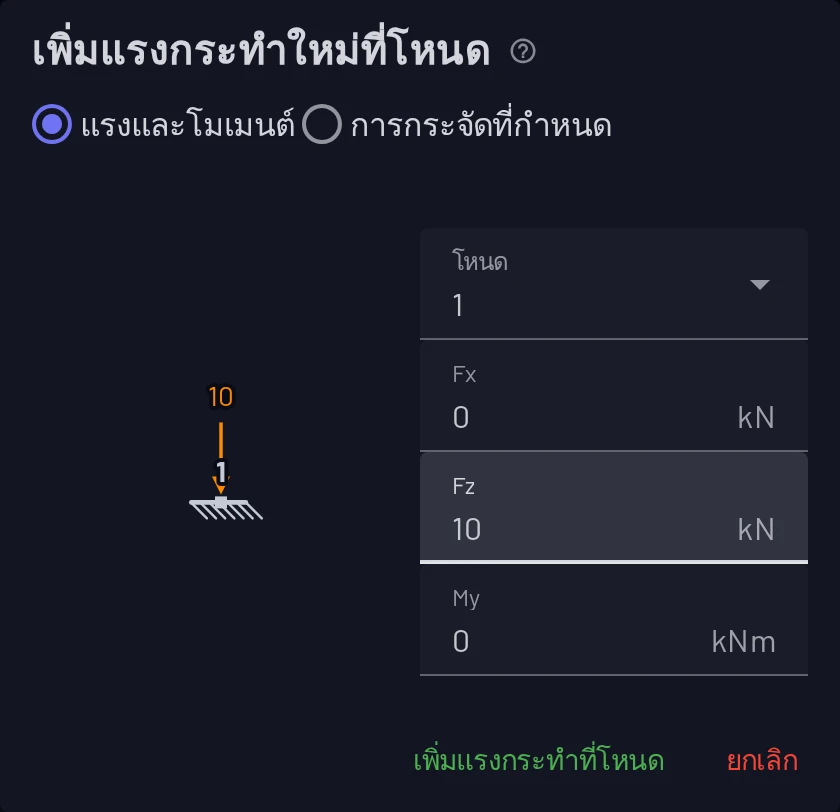 เพิ่มแรงกระทำใหม่ที่โหนด
แรงและโมเมนต์ การกระจัดที่กำหนด
โหนด
1
Fx
0 kN
10
1
Fz
10 kN
My
0 kNm
เพิ่มแรงกระทำที่โหนด ยกเลิก